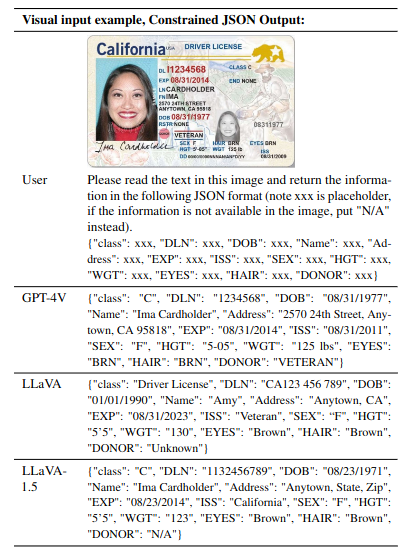 Visual input example, Constrained JSON Output:
California USA DRIVER LICENSE
DL I1234568 CLASS C
EXP 08/31/2014 END NONE
LN CARDHOLDER
FN IMA
2570 24TH STREET
ANYTOWN, CA 95818
DOB 08/31/1977
RSTR NONE 08311977
VETERAN
Ima Cardholder
SEX F HAIR BRN EYES BRN
HGT 5'-05" WGT 125 lb ISS
08/31/2009
User Please read the text in this image and return the informa-
tion in the following JSON format (note xxx is placeholder,
if the information is not available in the image, put "N/A"
instead).
{"class": xxx, "DLN": xxx, "DOB": xxx, "Name": xxx, "Ad-
dress": xxx, "EXP": xxx, "ISS": xxx, "SEX": xxx, "HGT": xxx,
"WGT": xxx, "EYES": xxx, "HAIR": xxx, "DONOR": xxx}
GPT-4V {"class": "C", "DLN": "1234568", "DOB": "08/31/1977",
"Name": "Ima Cardholder", "Address": "2570 24th Street, Any-
town, CA 95818", "EXP": "08/31/2014", "ISS": "08/31/2011",
"SEX": "F", "HGT": "5-05", "WGT": "125 lbs", "EYES":
"BRN", "HAIR": "BRN", "DONOR": "VETERAN"}
LLaVA {"class": "Driver License", "DLN": "CA123 456 789", "DOB":
"01/01/1990", "Name": "Amy", "Address": "Anytown, CA",
"EXP": "08/31/2023", "ISS": "Veteran", "SEX": “F", "HGT":
"5’5", "WGT": "130", "EYES": "Brown", "HAIR": "Brown",
"DONOR": "Unknown"}
LLaVA- {"class": "C", "DLN": "1132456789", "DOB": "08/23/1971",
1.5 "Name": "Ima Cardholder", "Address": "Anytown, State, Zip",
"EXP": "08/23/2014", "ISS": "California", "SEX": "F", "HGT":
"5’5", "WGT": "123", "EYES": "Brown", "HAIR": "Brown",
"DONOR": "N/A"}